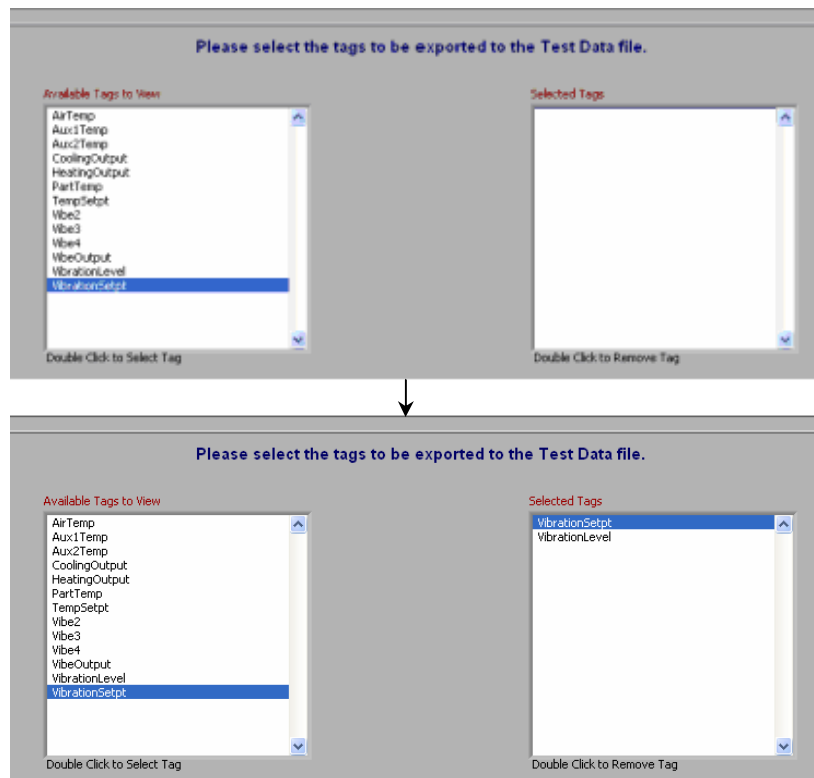 Please select the tags to be exported to the Test Data file.
Available Tags to View
AirTemp
Aux1Temp
Aux2Temp
CoolingOutput
HeatingOutput
PartTemp
TempSetpt
Vibe2
Vibe3
Vibe4
VibeOutput
VibrationLevel
VibrationSetpt
Double Click to Select Tag
Selected Tags
Double Click to Remove Tag
Please select the tags to be exported to the Test Data file.
Available Tags to View
AirTemp
Aux1Temp
Aux2Temp
CoolingOutput
HeatingOutput
PartTemp
TempSetpt
Vibe2
Vibe3
Vibe4
VibeOutput
VibrationLevel
VibrationSetpt
Double Click to Select Tag
Selected Tags
VibrationSetpt
VibrationLevel
Double Click to Remove Tag